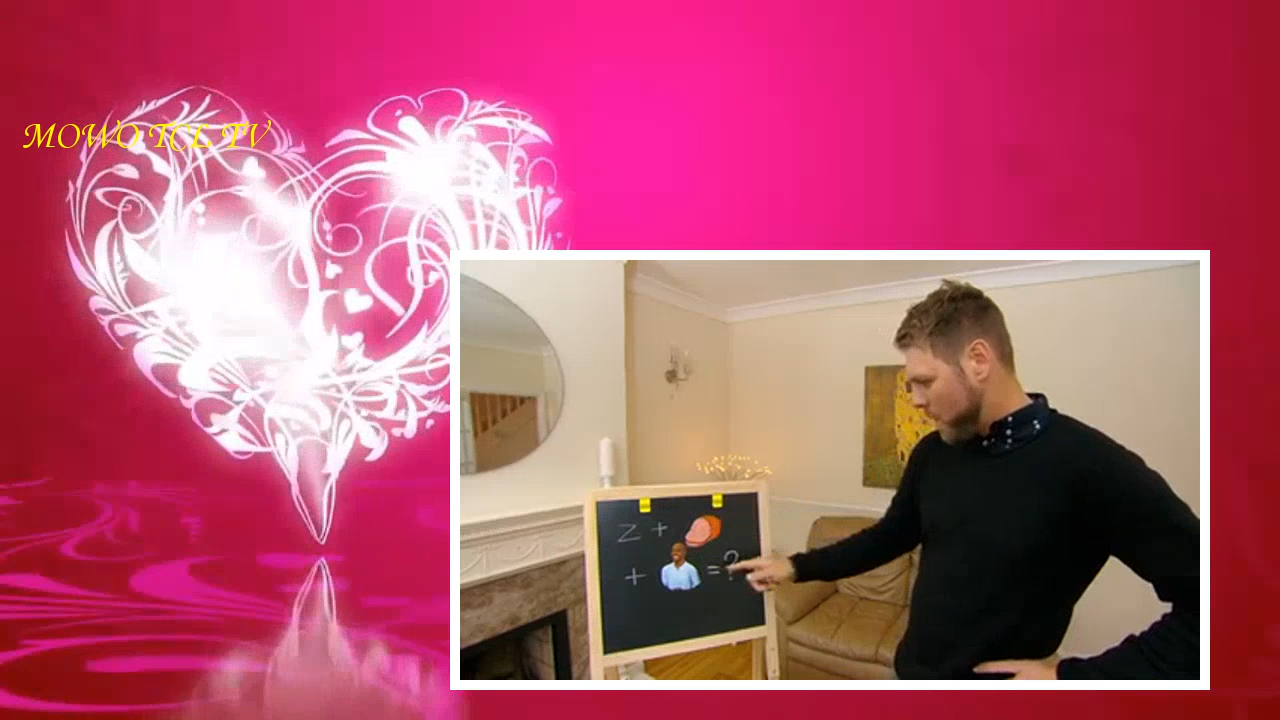 MOWO TCL TV
Z +
+ = ?